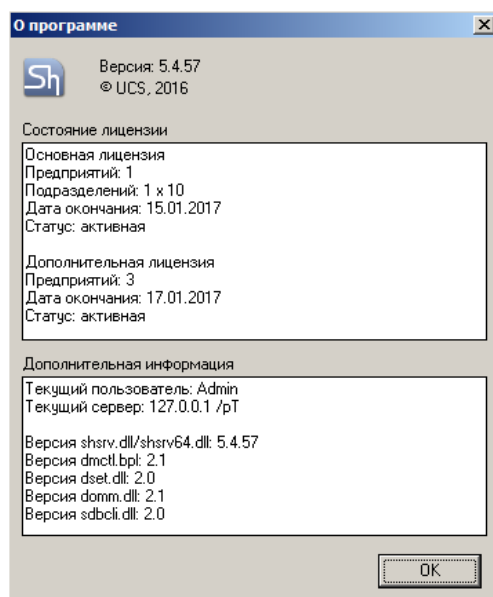 О программе
Sh
Версия: 5.4.57
© UCS, 2016
Состояние лицензии
Основная лицензия
Предприятий: 1
Подразделений: 1 x 10
Дата окончания: 15.01.2017
Статус: активная
Дополнительная лицензия
Предприятий: 3
Дата окончания: 17.01.2017
Статус: активная
Дополнительная информация
Текущий пользователь: Admin
Текущий сервер: 127.0.0.1 /pT
Версия shsrv.dll/shsrv64.dll: 5.4.57
Версия dmctl.bpl: 2.1
Версия dset.dll: 2.0
Версия domm.dll: 2.1
Версия sdbcli.dll: 2.0
OK